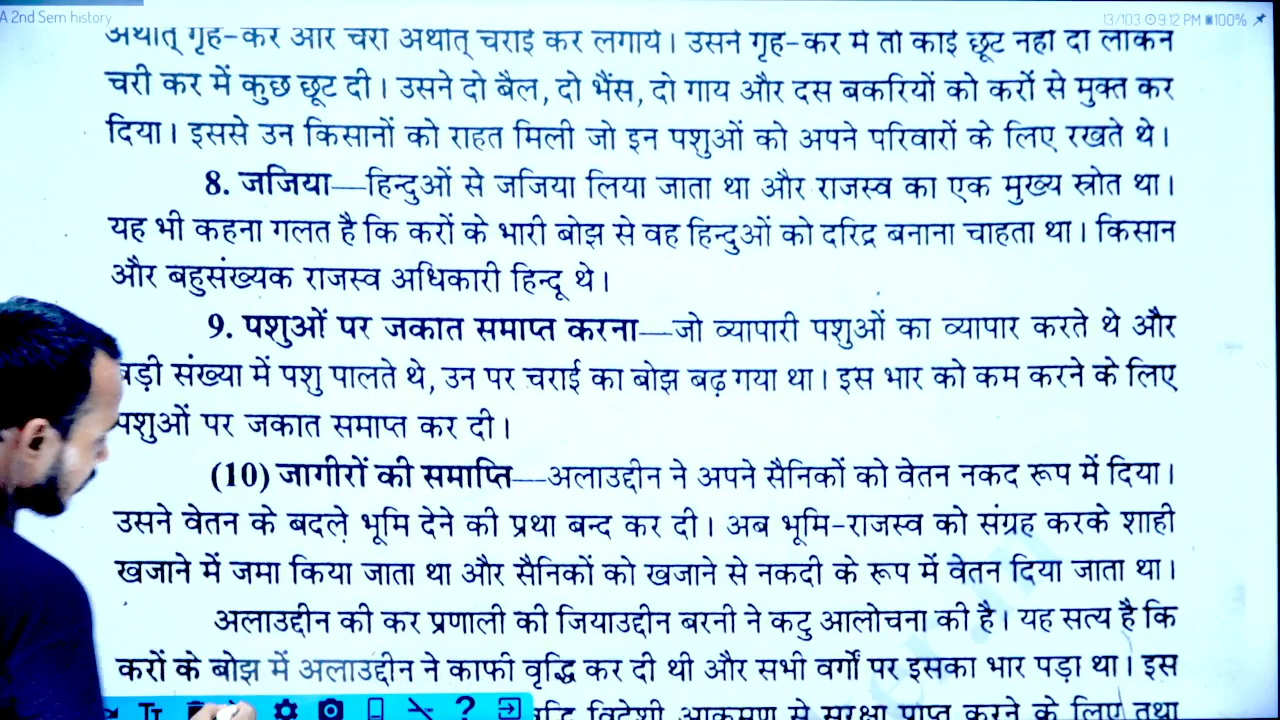 A 2nd Sem history
13/103 9:12 PM 100%
अर्थात् गृह-कर और चरी अर्थात् चराई कर लगाये। उसने गृह-कर में तो कोई छूट नहीं दी लेकिन
चरी कर में कुछ छूट दी। उसने दो बैल, दो भैंस, दो गाय और दस बकरियों को करों से मुक्त कर
दिया। इससे उन किसानों को राहत मिली जो इन पशुओं को अपने परिवारों के लिए रखते थे।
8. जजिया—हिन्दुओं से जजिया लिया जाता था और राजस्व का एक मुख्य स्रोत था।
यह भी कहना गलत है कि करों के भारी बोझ से वह हिन्दुओं को दरिद्र बनाना चाहता था। किसान
और बहुसंख्यक राजस्व अधिकारी हिन्दू थे।
9. पशुओं पर जकात समाप्त करना—जो व्यापारी पशुओं का व्यापार करते थे और
बड़ी संख्या में पशु पालते थे, उन पर चराई का बोझ बढ़ गया था। इस भार को कम करने के लिए
पशुओं पर जकात समाप्त कर दी।
(10) जागीरों की समाप्ति—अलाउद्दीन ने अपने सैनिकों को वेतन नकद रूप में दिया।
उसने वेतन के बदले भूमि देने की प्रथा बन्द कर दी। अब भूमि-राजस्व को संग्रह करके शाही
खजाने में जमा किया जाता था और सैनिकों को खजाने से नकदी के रूप में वेतन दिया जाता था।
अलाउद्दीन की कर प्रणाली की जियाउद्दीन बरनी ने कटु आलोचना की है। यह सत्य है कि
करों के बोझ में अलाउद्दीन ने काफी वृद्धि कर दी थी और सभी वर्गों पर इसका भार पड़ा था। इस
विदेशी आक्रमण से सुरक्षा प्राप्त करने के लिए तथा